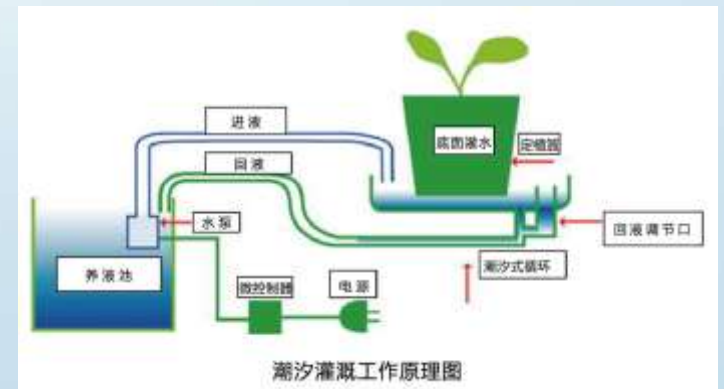 进液
底面灌水
定植器
回液
水泵
回液调节口
养液池
潮汐式循环
微控制器
电源
潮汐灌溉工作原理图